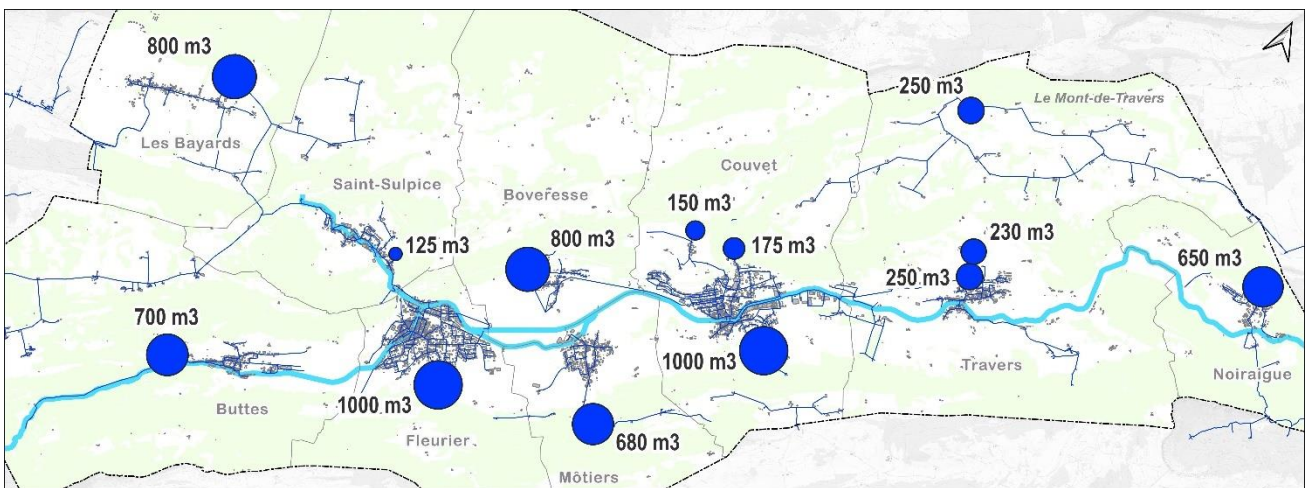 800 m3
250 m3
Le Mont-de-Travers
Les Bayards
Couvet
Saint-Sulpice
Boveresse
150 m3
125 m3
800 m3
175 m3
230 m3
250 m3
650 m3
700 m3
1000 m3
Travers
Noiraigue
Buttes
1000 m3
Fleurier
680 m3
Môtiers